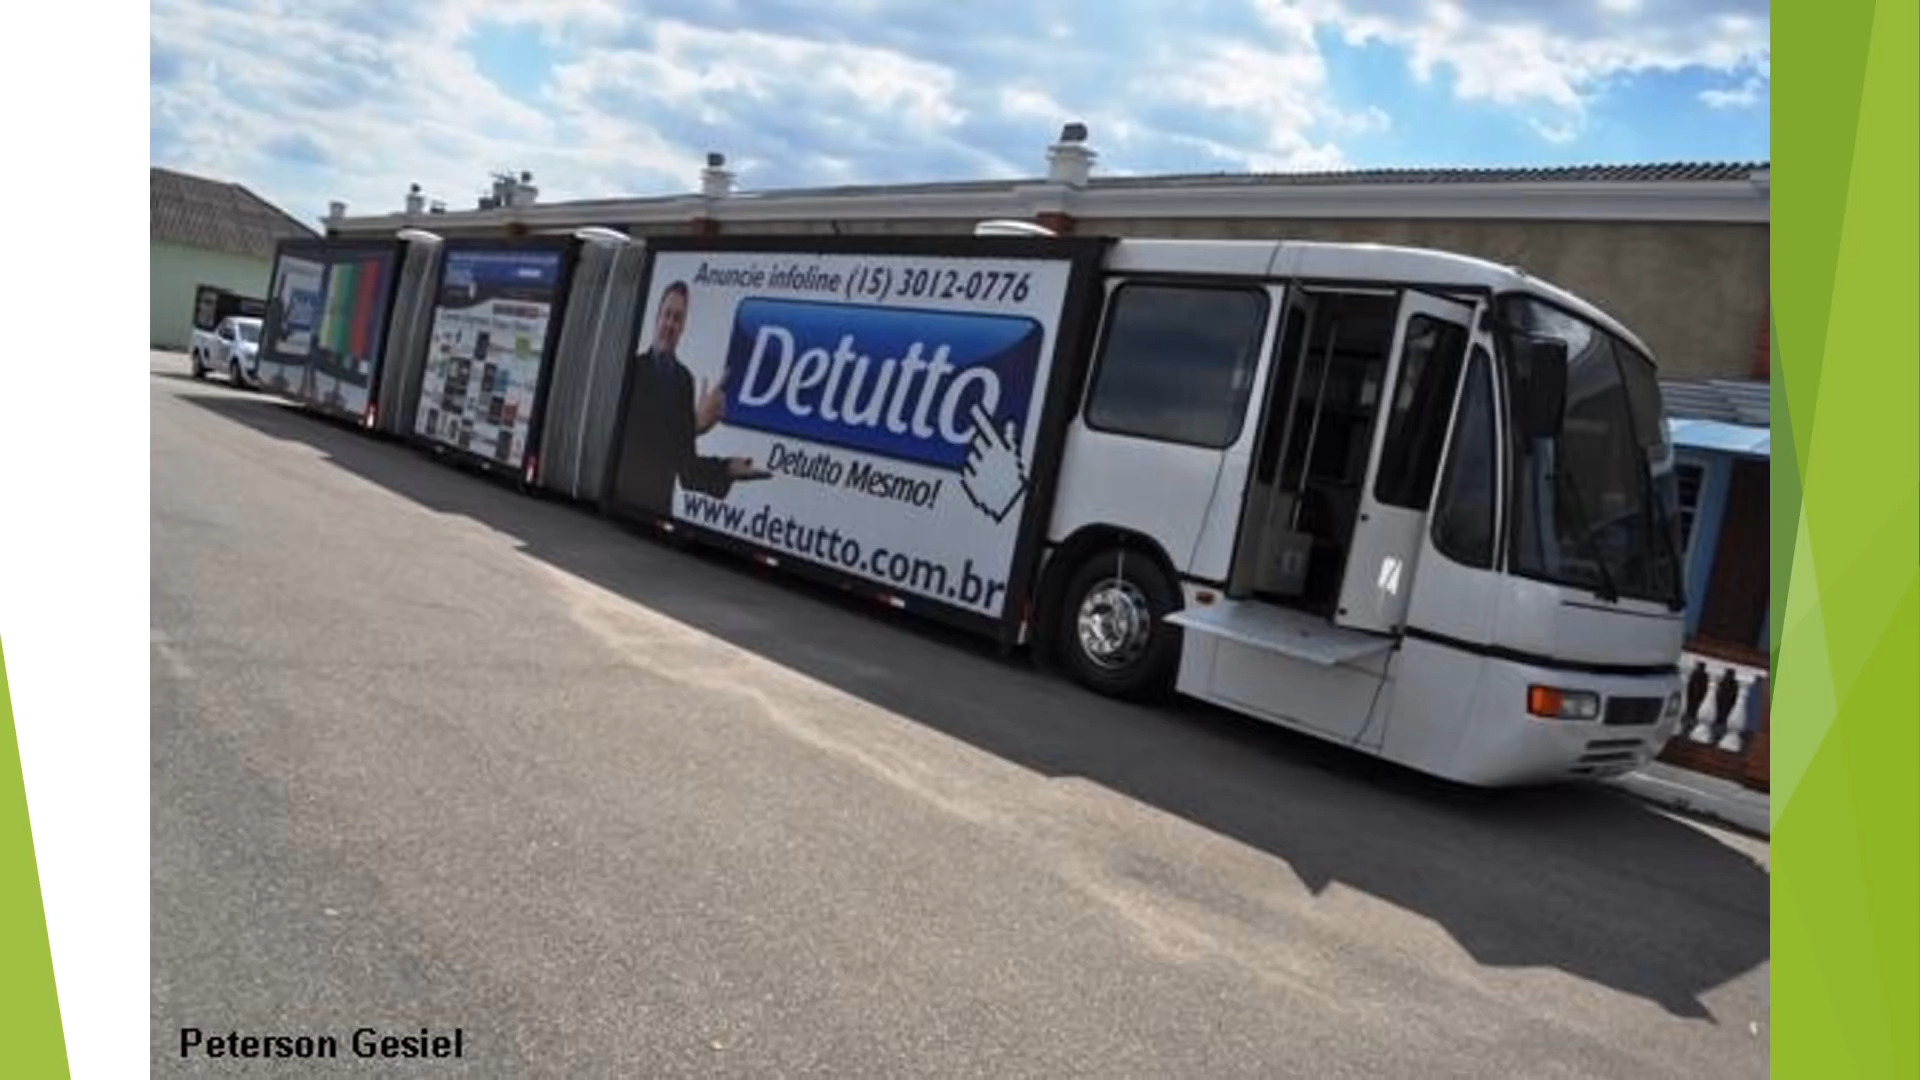 Anuncie infoline (15) 3012-0776
Detutto
Detutto Mesmo!
www.detutto.com.br
Peterson Gesiel